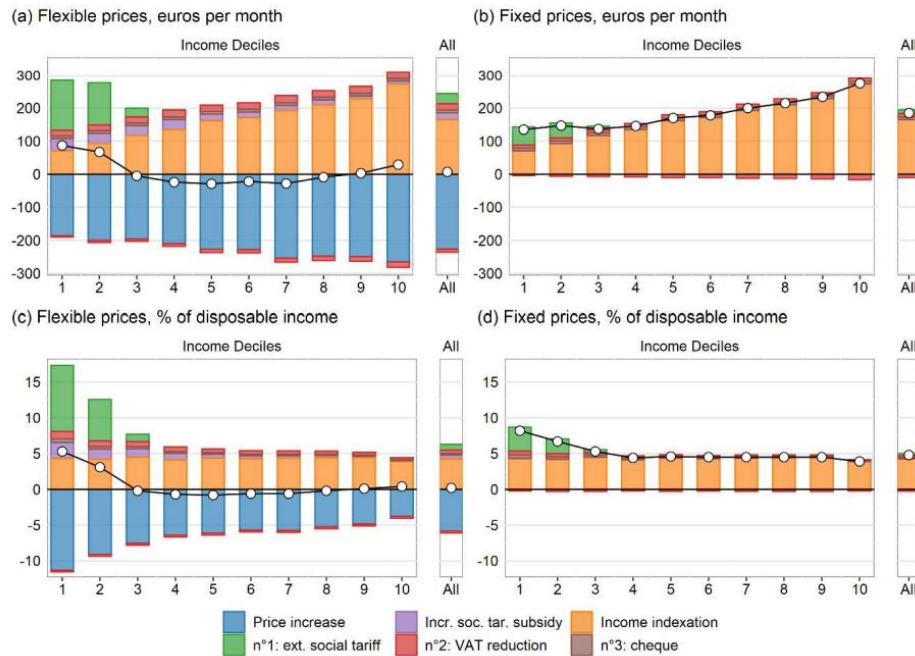 (a) Flexible prices, euros per month
(b) Fixed prices, euros per month
Income Deciles
All
Income Deciles
All
300
200
100
0
-100
-200
-300
300
200
100
0
-100
-200
-300
1 2 3 4 5 6 7 8 9 10 All
1 2 3 4 5 6 7 8 9 10 All
(c) Flexible prices, % of disposable income
(d) Fixed prices, % of disposable income
Income Deciles
All
Income Deciles
All
15
10
5
0
-5
-10
15
10
5
0
-5
-10
1 2 3 4 5 6 7 8 9 10 All
1 2 3 4 5 6 7 8 9 10 All
Price increase
Incr. soc. tar. subsidy
Income indexation
n°1: ext. social tariff
n°2: VAT reduction
n°3: cheque